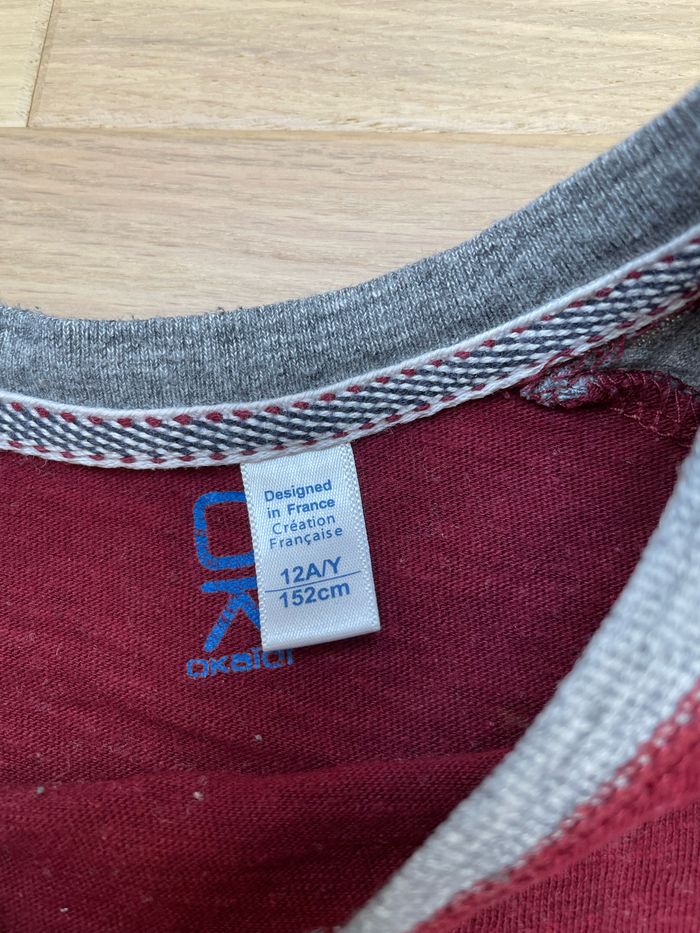 Designed
in France
Création
Française
12A/Y
152cm
OK
OKaïDI